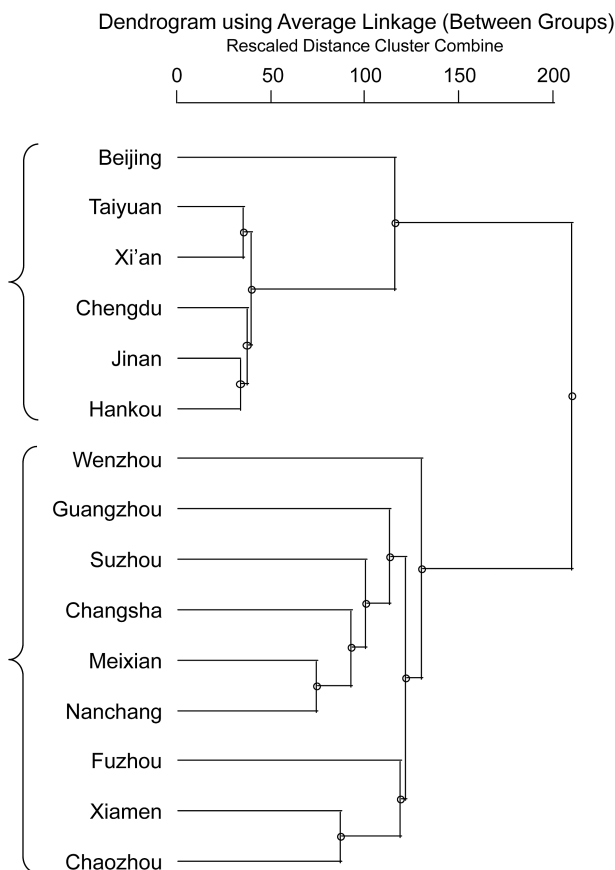 Dendrogram using Average Linkage (Between Groups)
Rescaled Distance Cluster Combine
0 50 100 150 200
Beijing
Taiyuan
Xi'an
Chengdu
Jinan
Hankou
Wenzhou
Guangzhou
Suzhou
Changsha
Meixian
Nanchang
Fuzhou
Xiamen
Chaozhou